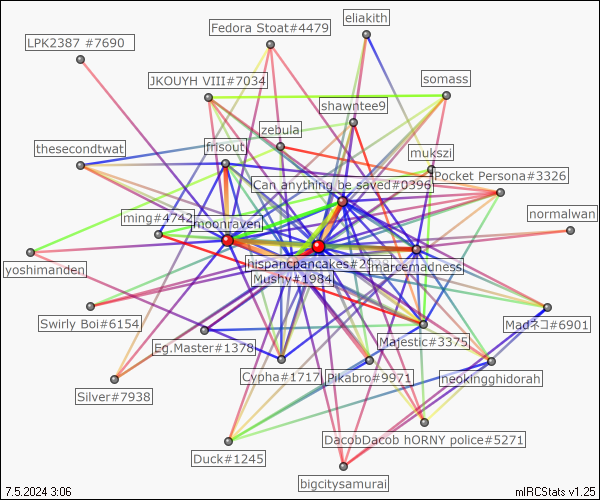 eliakith
Fedora Stoat#4479
LPK2387 #7690
JKOUYH VIII#7034
somass
shawntee9
zebula
frisout
thesecondtwat
mukszi
Pocket Persona#3326
Can anything be saved#0396
ming#4742
moonraven
normalwan
yoshimanden
hispancpancakes#2
marcemadness
Mushy#1984
Swirly Boi#6154
Madネコ#6901
Eg.Master#1378
Majestic#3375
Cypha#1717
Pikabro#9971
neokingghidorah
Silver#7938
DacobDacob hORNY police#5271
Duck#1245
bigcitysamurai
7.5.2024 3:06
mIRCStats v1.25